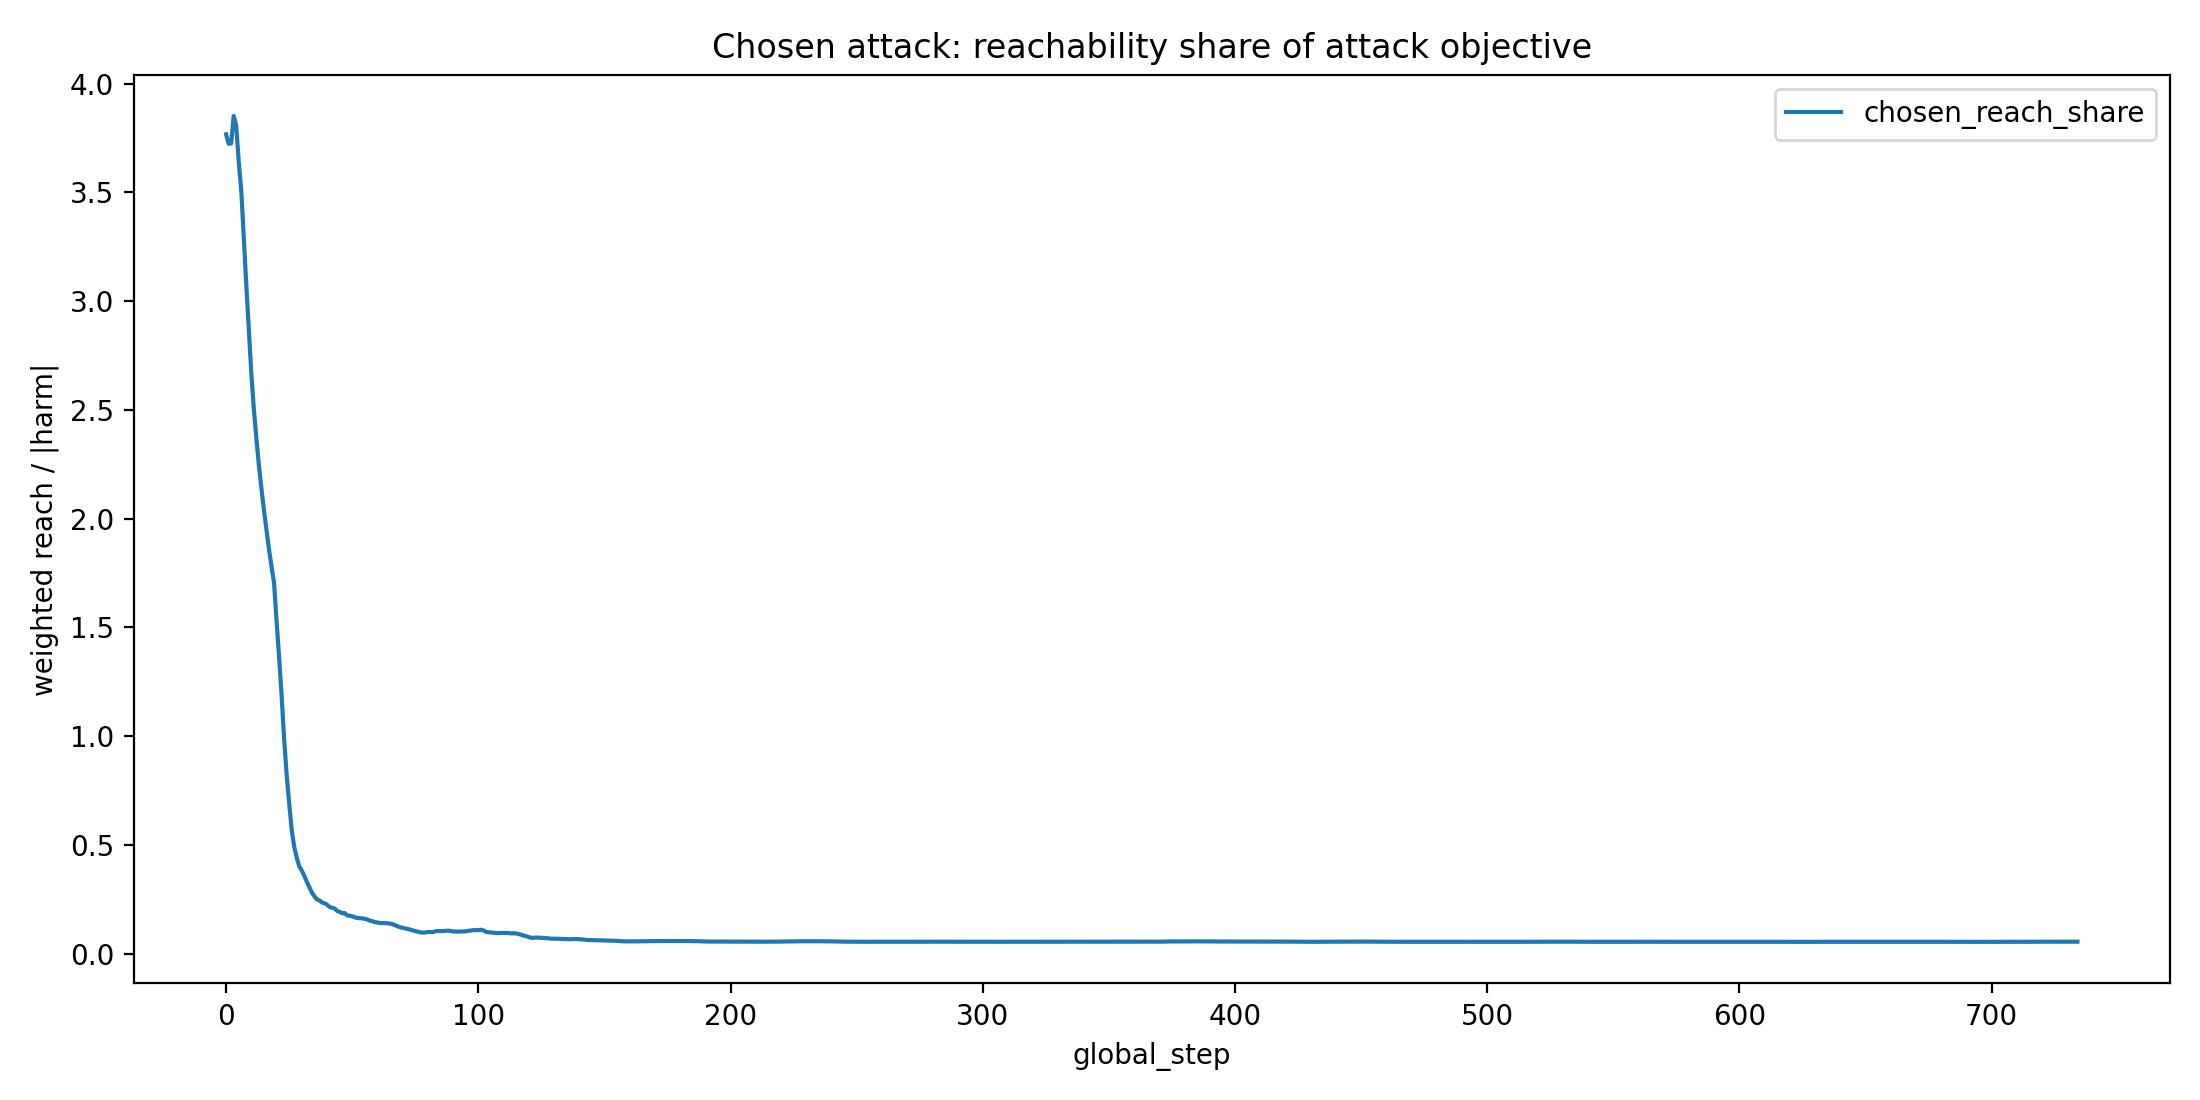 Chosen attack: reachability share of attack objective
chosen_reach_share
weighted reach / |harm|
4.0
3.5
3.0
2.5
2.0
1.5
1.0
0.5
0.0
0 100 200 300 400 500 600 700
global_step